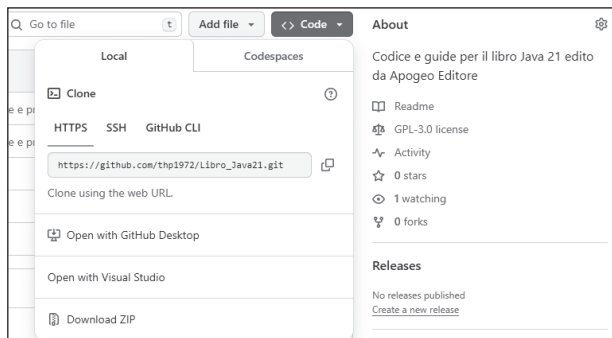 Go to file
t
Add file
<> Code
Local
Codespaces
Clone
HTTPS
SSH
GitHub CLI
https://github.com/thp1972/Libro_Java21.git
Clone using the web URL.
Open with GitHub Desktop
Open with Visual Studio
Download ZIP
About
Codice e guide per il libro Java 21 edito
da Apogeo Editore
Readme
GPL-3.0 license
Activity
0 stars
1 watching
0 forks
Releases
No releases published
Create a new release